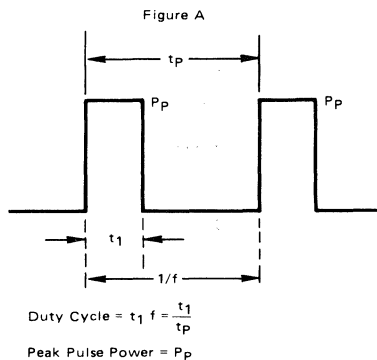 Figure A
tP
PP
PP
t1
1/f
Duty Cycle = t1 f = t1/tP
Peak Pulse Power = PP